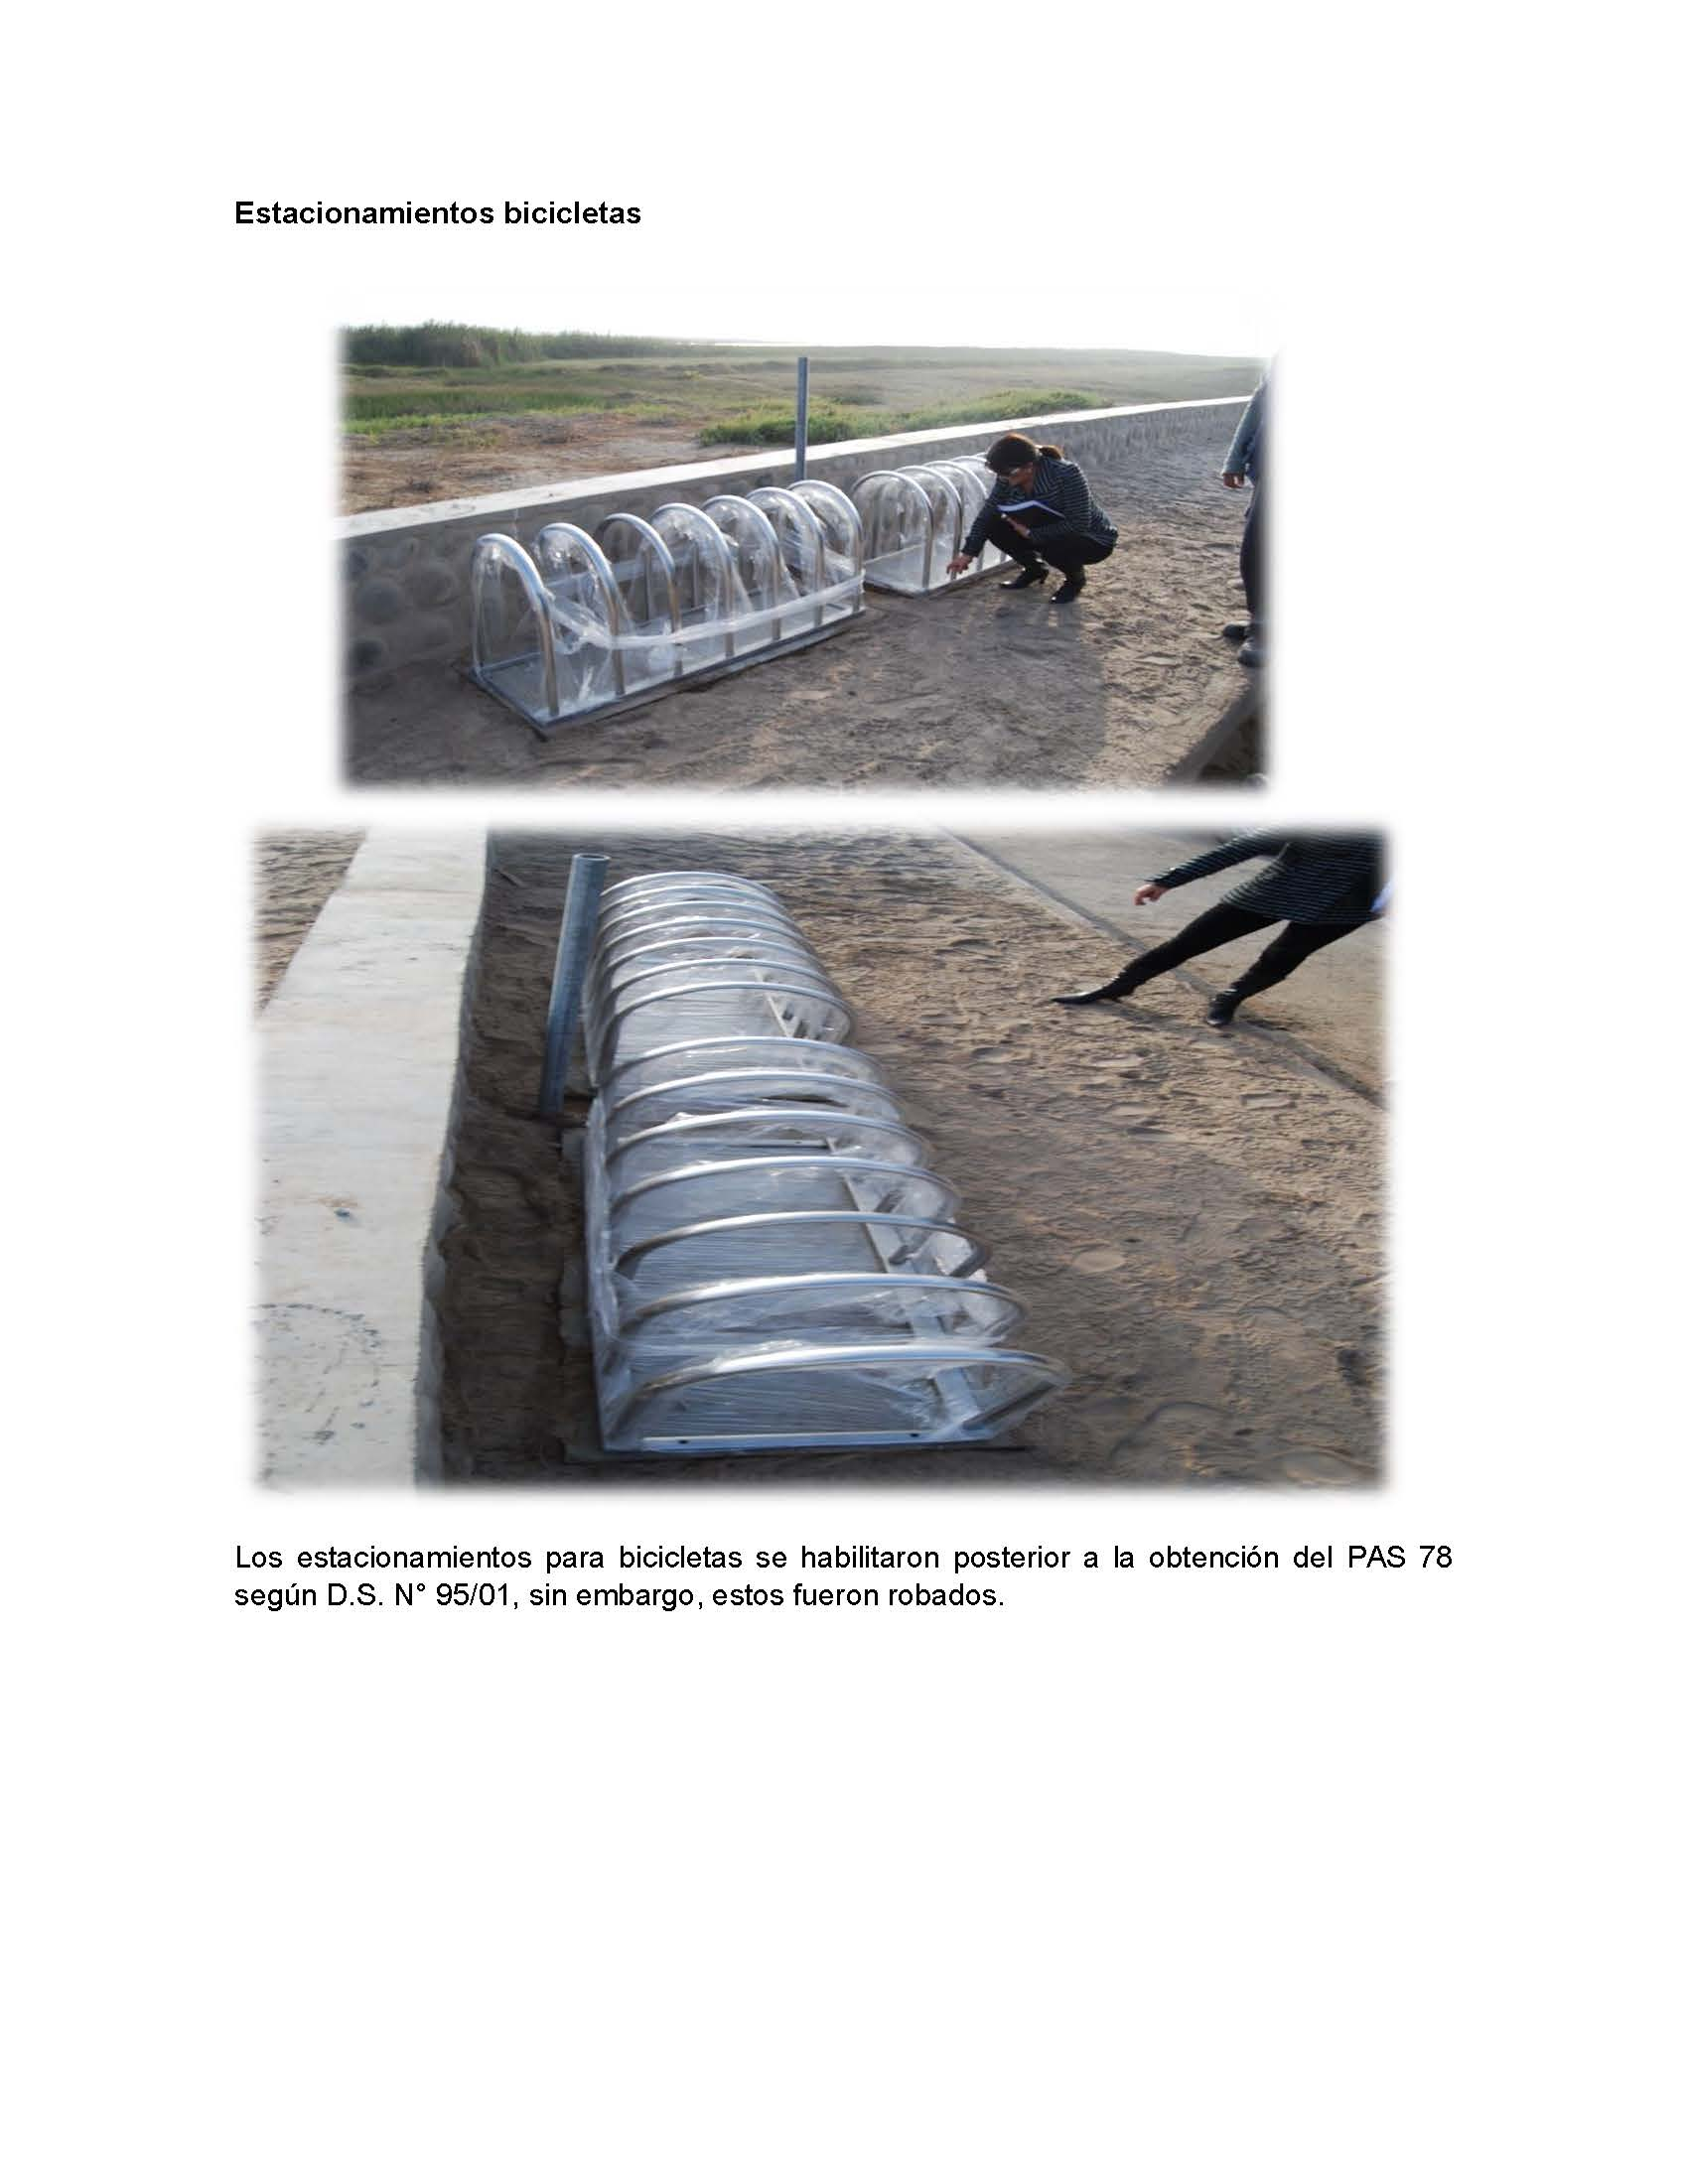 Estacionamientos bicicletas
Los estacionamientos para bicicletas se habilitaron posterior a la obtención del PAS 78
según D.S. N° 95/01, sin embargo, estos fueron robados.